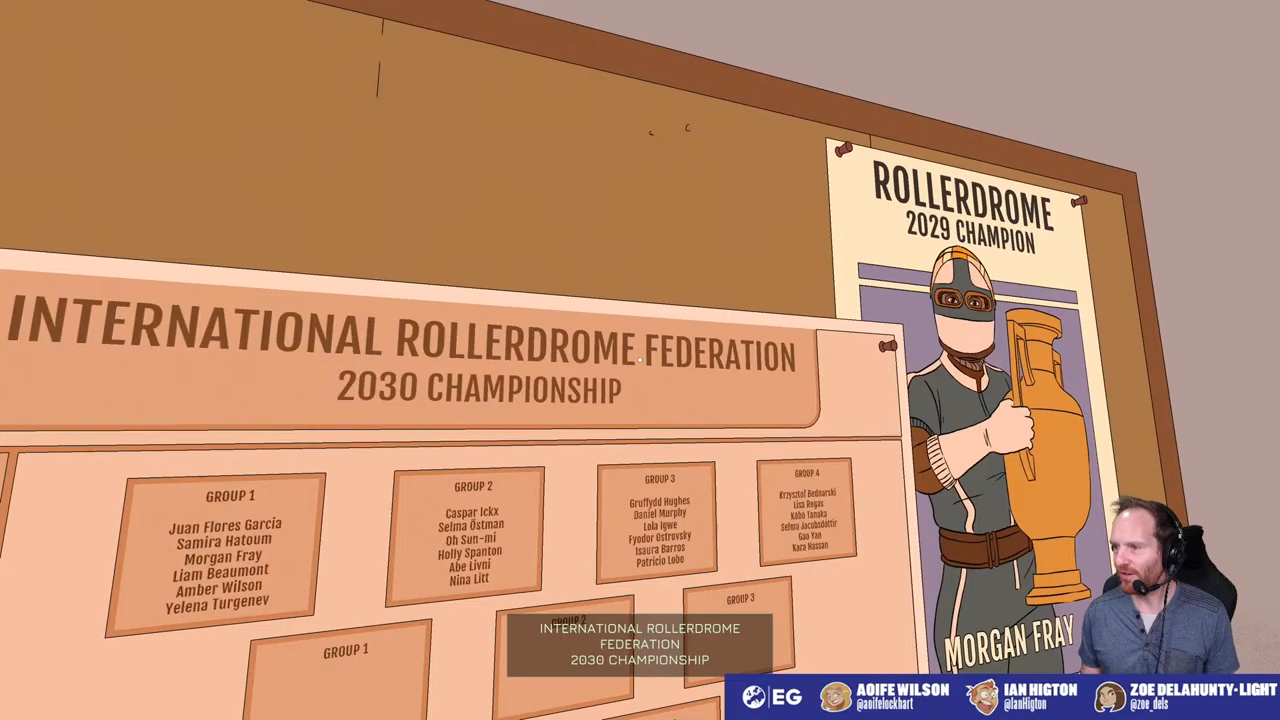 ROLLERDROME
2029 CHAMPION
INTERNATIONAL ROLLERDROME FEDERATION
2030 CHAMPIONSHIP
GROUP 1
Juan Flores Garcia
Samira Hatoum
Morgan Fray
Liam Beaumont
Amber Wilson
Yelena Turgenev
GROUP 2
Caspar Ickx
Selma Östman
Oh Sun-mi
Holly Spanton
Abe Livni
Nina Litt
GROUP 3
Gruffydd Hughes
Daniel Murphy
Lola Igwe
Fyodor Ostrovsky
Isaura Barros
Patricio Lobo
GROUP 4
Krzysztof Bednarski
Lisa Regas
Kobo Tanaka
Selma Jacobsdóttir
Gao Yan
Kara Hassan
GROUP 1
GROUP 2
GROUP 3
MORGAN FRAY
INTERNATIONAL ROLLERDROME
FEDERATION
2030 CHAMPIONSHIP
EG
AOIFE WILSON
@aoifelockhart
IAN HIGTON
@IanHigton
ZOE DELAHUNTY-LIGHT
@zoe_dels